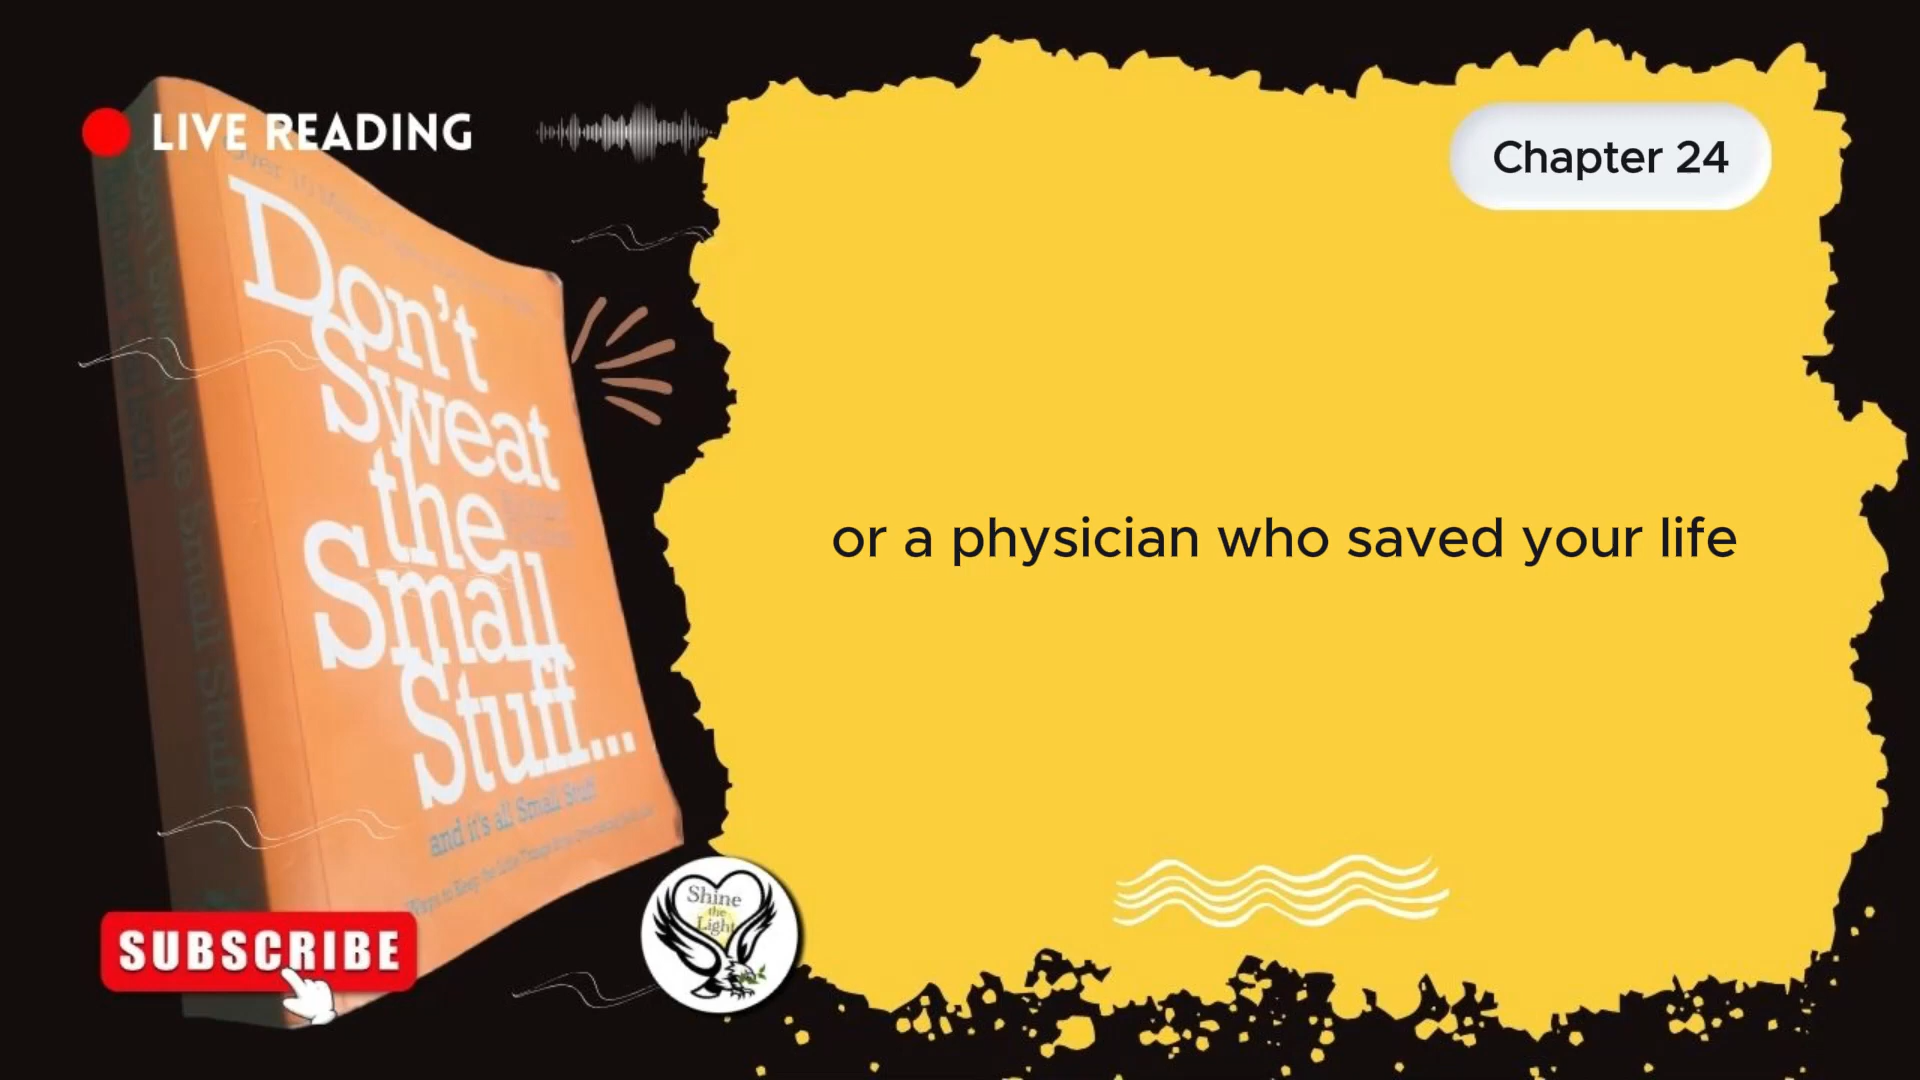 LIVE READING
Chapter 24
Don't
Sweat
the
Small
Stuff...
and it's all Small Stuff
or a physician who saved your life
Shine
the
Light
SUBSCRIBE